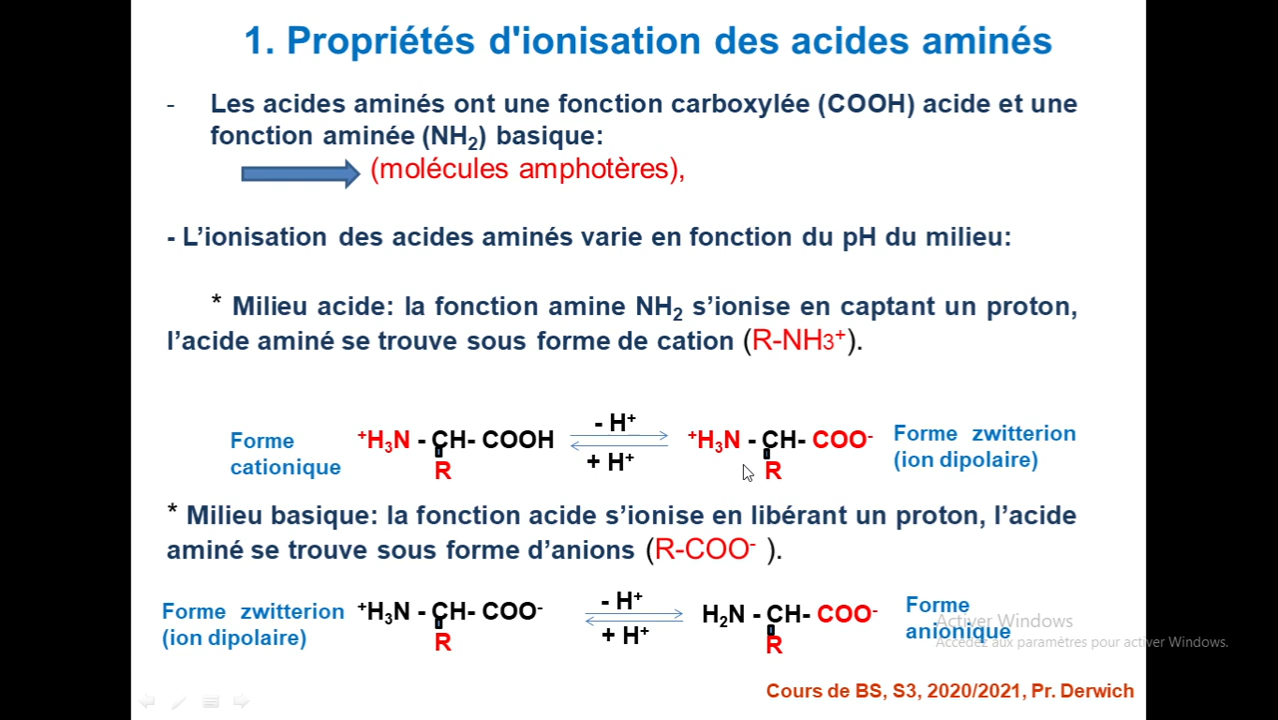 1. Propriétés d'ionisation des acides aminés
- Les acides aminés ont une fonction carboxylée (COOH) acide et une
fonction aminée (NH₂) basique:
(molécules amphotères),
- L’ionisation des acides aminés varie en fonction du pH du milieu:
* Milieu acide: la fonction amine NH₂ s’ionise en captant un proton,
l’acide aminé se trouve sous forme de cation (R-NH3⁺).
Forme
cationique
⁺H₃N - CH- COOH
R
- H⁺
+ H⁺
⁺H₃N - CH- COO⁻
R
Forme zwitterion
(ion dipolaire)
* Milieu basique: la fonction acide s’ionise en libérant un proton, l’acide
aminé se trouve sous forme d’anions (R-COO⁻ ).
Forme zwitterion
(ion dipolaire)
⁺H₃N - CH- COO⁻
R
- H⁺
+ H⁺
H₂N - CH- COO⁻
R
Forme
anionique
Activer Windows
Accédez aux paramètres pour activer Windows.
Cours de BS, S3, 2020/2021, Pr. Derwich